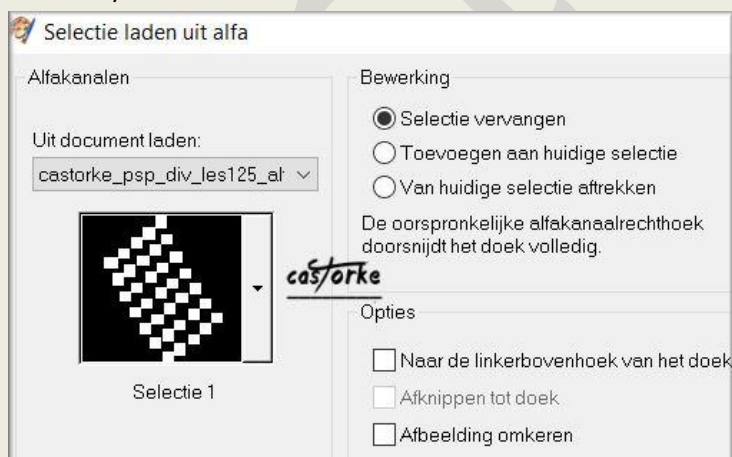 Selectie laden uit alfa
Alfakanalen
Uit document laden:
castorke_psp_div_les125_al
Selectie 1
castorke
Bewerking
Selectie vervangen
Toevoegen aan huidige selectie
Van huidige selectie aftrekken
De oorspronkelijke alfakanaalrechthoek
doorsnijdt het doek volledig.
Opties
Naar de linkerbovenhoek van het doek
Afknippen tot doek
Afbeelding omkeren